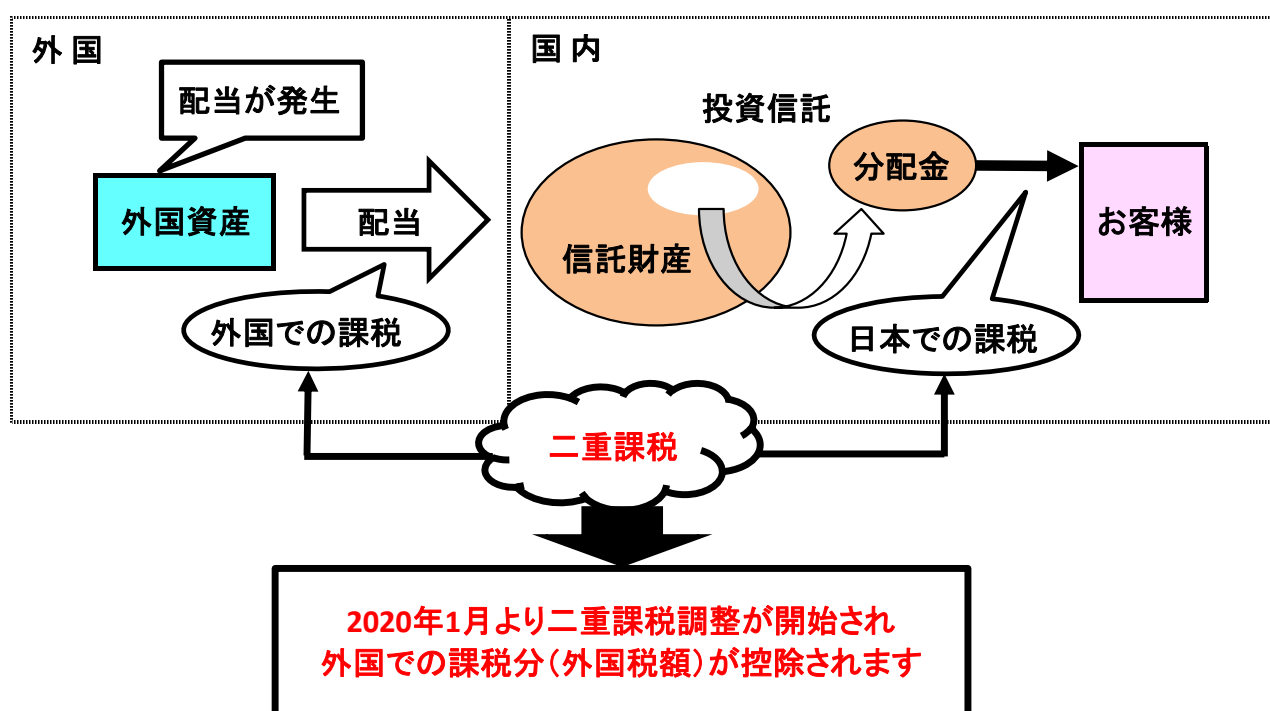 外国
国内
配当が発生
投資信託
分配金
外国資産
配当
信託財産
お客様
外国での課税
日本での課税
二重課税
2020年1月より二重課税調整が開始され
外国での課税分（外国税額）が控除されます